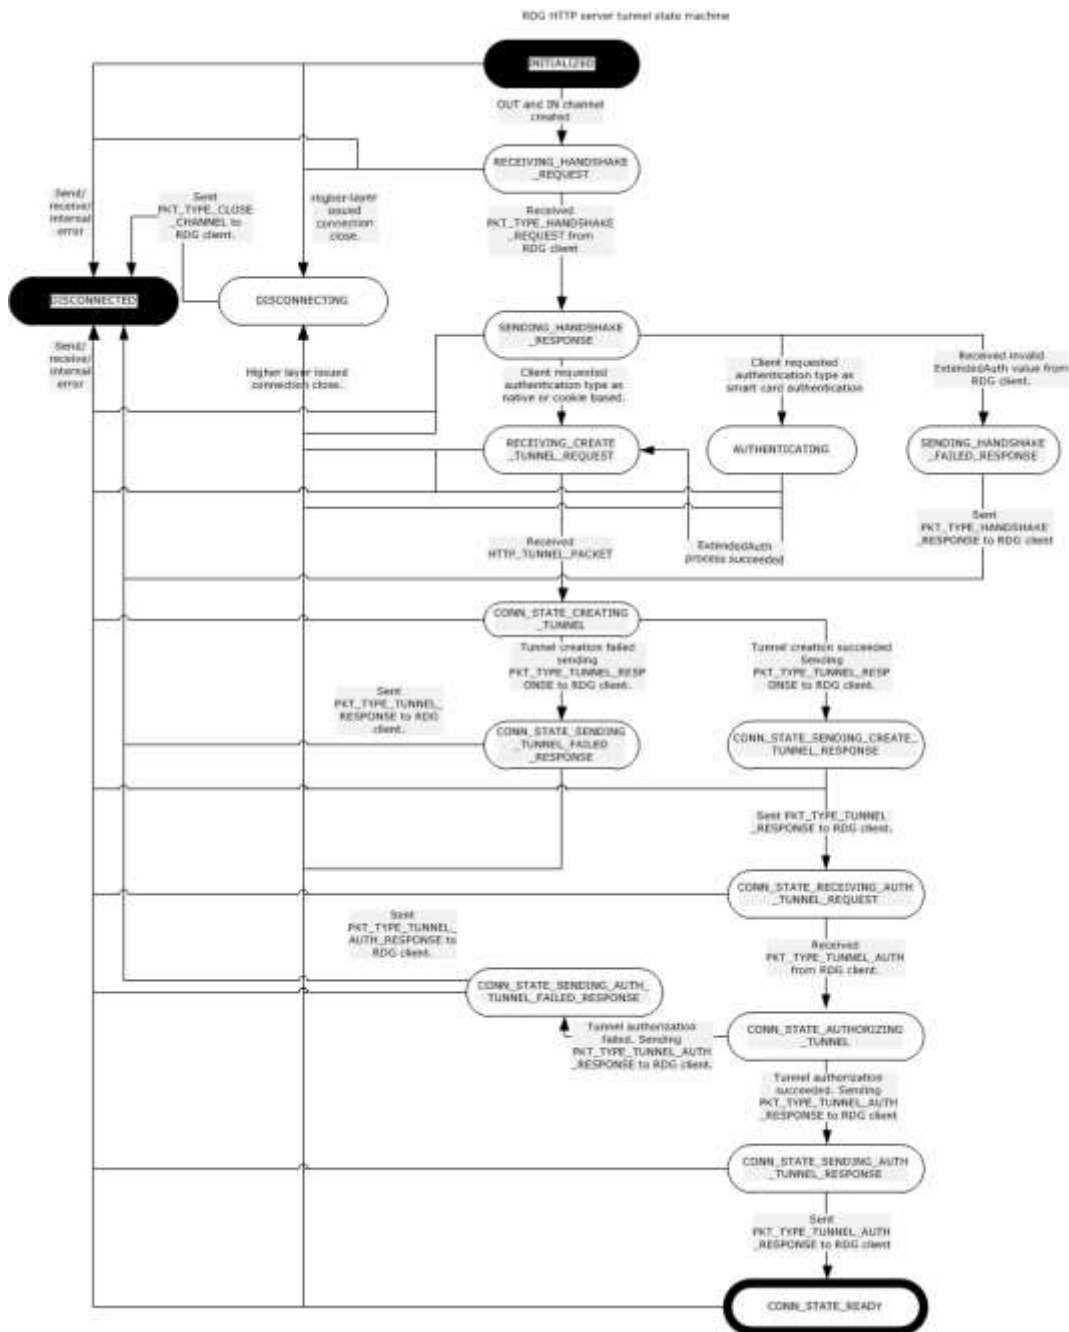 RDG HTTP server tunnel state machine
INITIALIZED
OUT and IN channel
created
RECEIVING_HANDSHAKE
_REQUEST
Send/
receive/
internal
error
Sent
PKT_TYPE_CLOSE
_CHANNEL to
RDG client.
Higher-layer
issued
connection
close.
Received
PKT_TYPE_HANDSHAKE
_REQUEST from
RDG client
DISCONNECTED
DISCONNECTING
SENDING_HANDSHAKE
_RESPONSE
Send/
receive/
internal
error
Higher layer issued
connection close.
Client requested
authentication type as
native or cookie based.
Client requested
authentication type as
smart card authentication
Received invalid
ExtendedAuth value from
RDG client.
RECEIVING_CREATE
_TUNNEL_REQUEST
AUTHENTICATING
SENDING_HANDSHAKE
_FAILED_RESPONSE
Received
HTTP_TUNNEL_PACKET
ExtendedAuth
process succeeded
Sent
PKT_TYPE_HANDSHAKE
_RESPONSE to RDG client
CONN_STATE_CREATING
_TUNNEL
Tunnel creation failed
sending
PKT_TYPE_TUNNEL_RESP
ONSE to RDG client.
Tunnel creation succeeded
Sending
PKT_TYPE_TUNNEL_RESP
ONSE to RDG client.
Sent
PKT_TYPE_TUNNEL_
RESPONSE to RDG
client.
CONN_STATE_SENDING
_TUNNEL_FAILED
_RESPONSE
CONN_STATE_SENDING_CREATE_
TUNNEL_RESPONSE
Sent PKT_TYPE_TUNNEL
_RESPONSE to RDG client.
CONN_STATE_RECEIVING_AUTH
_TUNNEL_REQUEST
Sent
PKT_TYPE_TUNNEL_
AUTH_RESPONSE to
RDG client.
Received
PKT_TYPE_TUNNEL_AUTH
from RDG client.
CONN_STATE_SENDING_AUTH_
TUNNEL_FAILED_RESPONSE
Tunnel authorization
failed. Sending
PKT_TYPE_TUNNEL_AUTH
_RESPONSE to RDG client.
CONN_STATE_AUTHORIZING
_TUNNEL
Tunnel authorization
succeeded. Sending
PKT_TYPE_TUNNEL_AUTH
_RESPONSE to RDG client
CONN_STATE_SENDING_AUTH
_TUNNEL_RESPONSE
Sent
PKT_TYPE_TUNNEL_AUTH
_RESPONSE to RDG client
CONN_STATE_READY